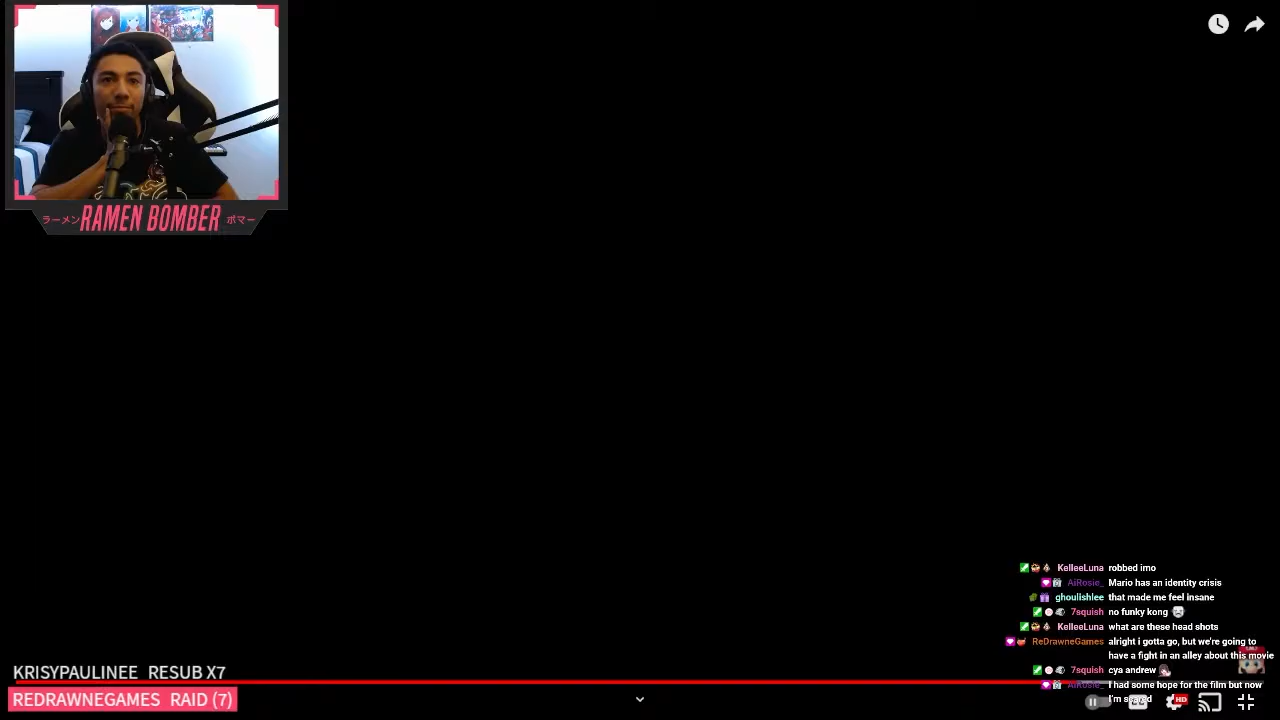 ラーメン RAMEN BOMBER ボマー
KelleeLuna robbed imo
AiRosie_ Mario has an identity crisis
ghoulishlee that made me feel insane
7squish no funky kong
KelleeLuna what are these head shots
ReDrawneGames alright i gotta go, but we're going to
have a fight in an alley about this movie
7squish cya andrew
AiRosie_ I had some hope for the film but now
I'm
KRISYPAULINEE RESUB X7
REDRAWNEGAMES RAID (7)
HD